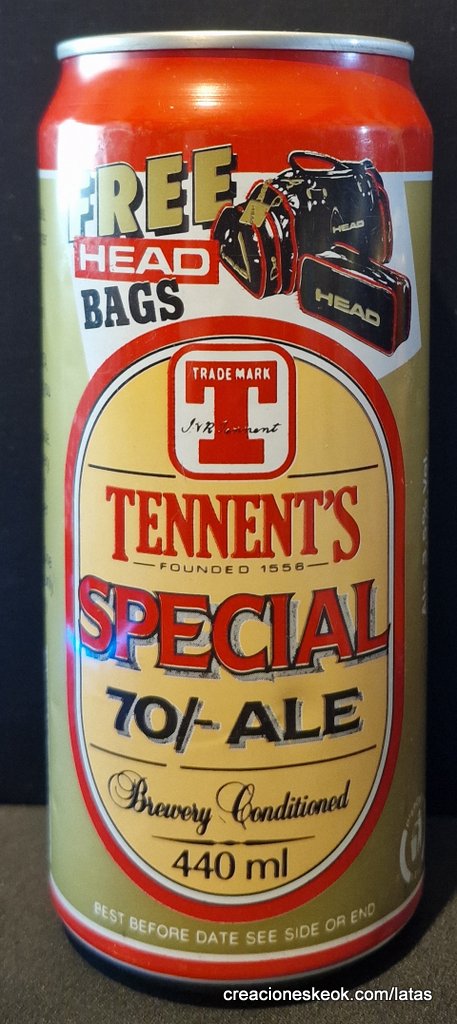 FREE
HEAD
BAGS
HEAD
HEAD
TRADE MARK
T
J & R Tennent
TENNENT'S
FOUNDED 1556
SPECIAL
70/- ALE
Brewery Conditioned
440 ml
BEST BEFORE DATE SEE SIDE OR END
creacioneskeok.com/latas